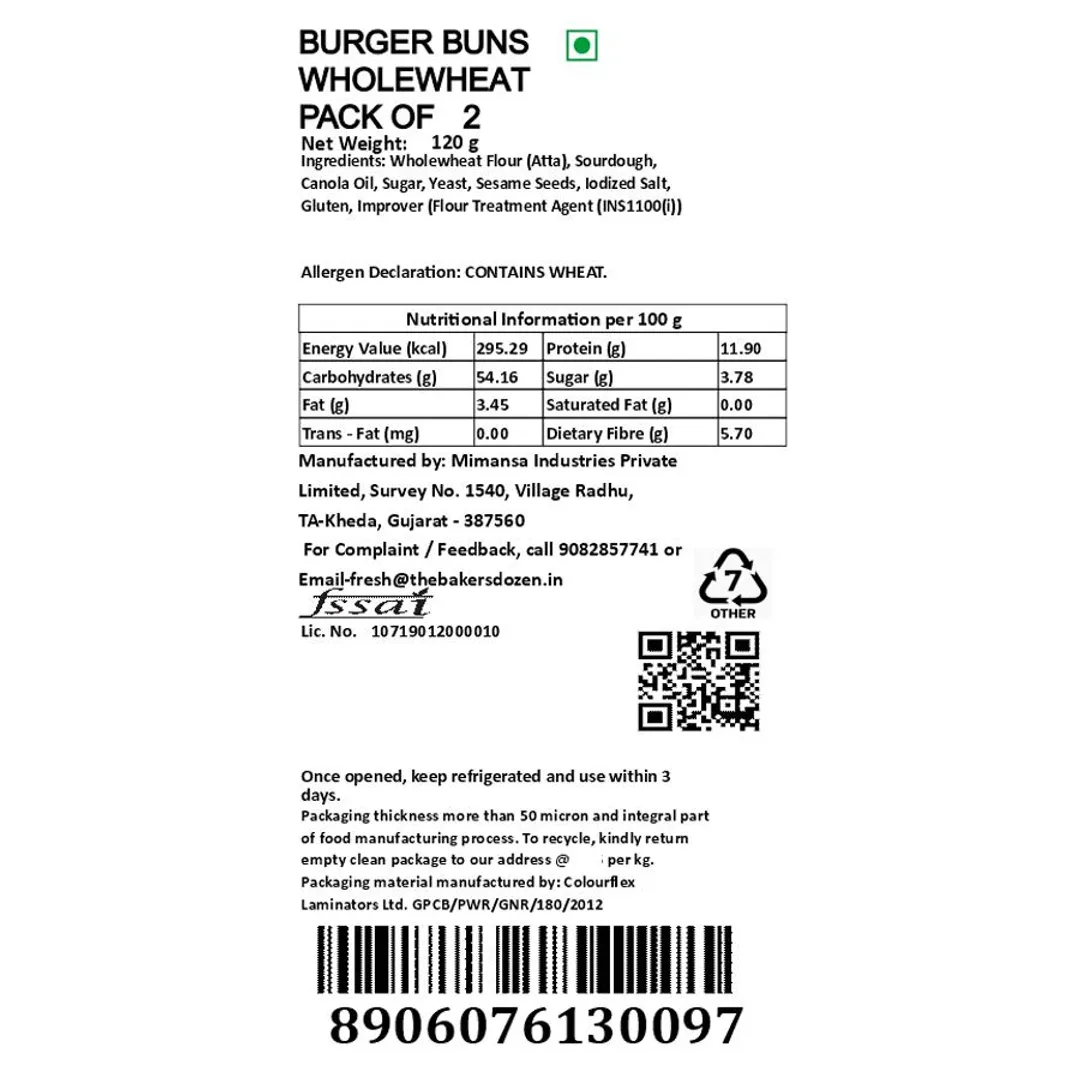 BURGER BUNS
WHOLEWHEAT
PACK OF 2
Net Weight: 120 g
Ingredients: Wholewheat Flour (Atta), Sourdough,
Canola Oil, Sugar, Yeast, Sesame Seeds, Iodized Salt,
Gluten, Improver (Flour Treatment Agent (INS1100(i))
Allergen Declaration: CONTAINS WHEAT.
Nutritional Information per 100 g
Energy Value (kcal) 295.29 Protein (g) 11.90
Carbohydrates (g) 54.16 Sugar (g) 3.78
Fat (g) 3.45 Saturated Fat (g) 0.00
Trans - Fat (mg) 0.00 Dietary Fibre (g) 5.70
Manufactured by: Mimansa Industries Private
Limited, Survey No. 1540, Village Radhu,
TA-Kheda, Gujarat - 387560
For Complaint / Feedback, call 9082857741 or
Email-fresh@thebakersdozen.in
fssai
Lic. No. 10719012000010
7
OTHER
Once opened, keep refrigerated and use within 3
days.
Packaging thickness more than 50 micron and integral part
of food manufacturing process. To recycle, kindly return
empty clean package to our address @ per kg.
Packaging material manufactured by: Colourflex
Laminators Ltd. GPCB/PWR/GNR/180/2012
8906076130097